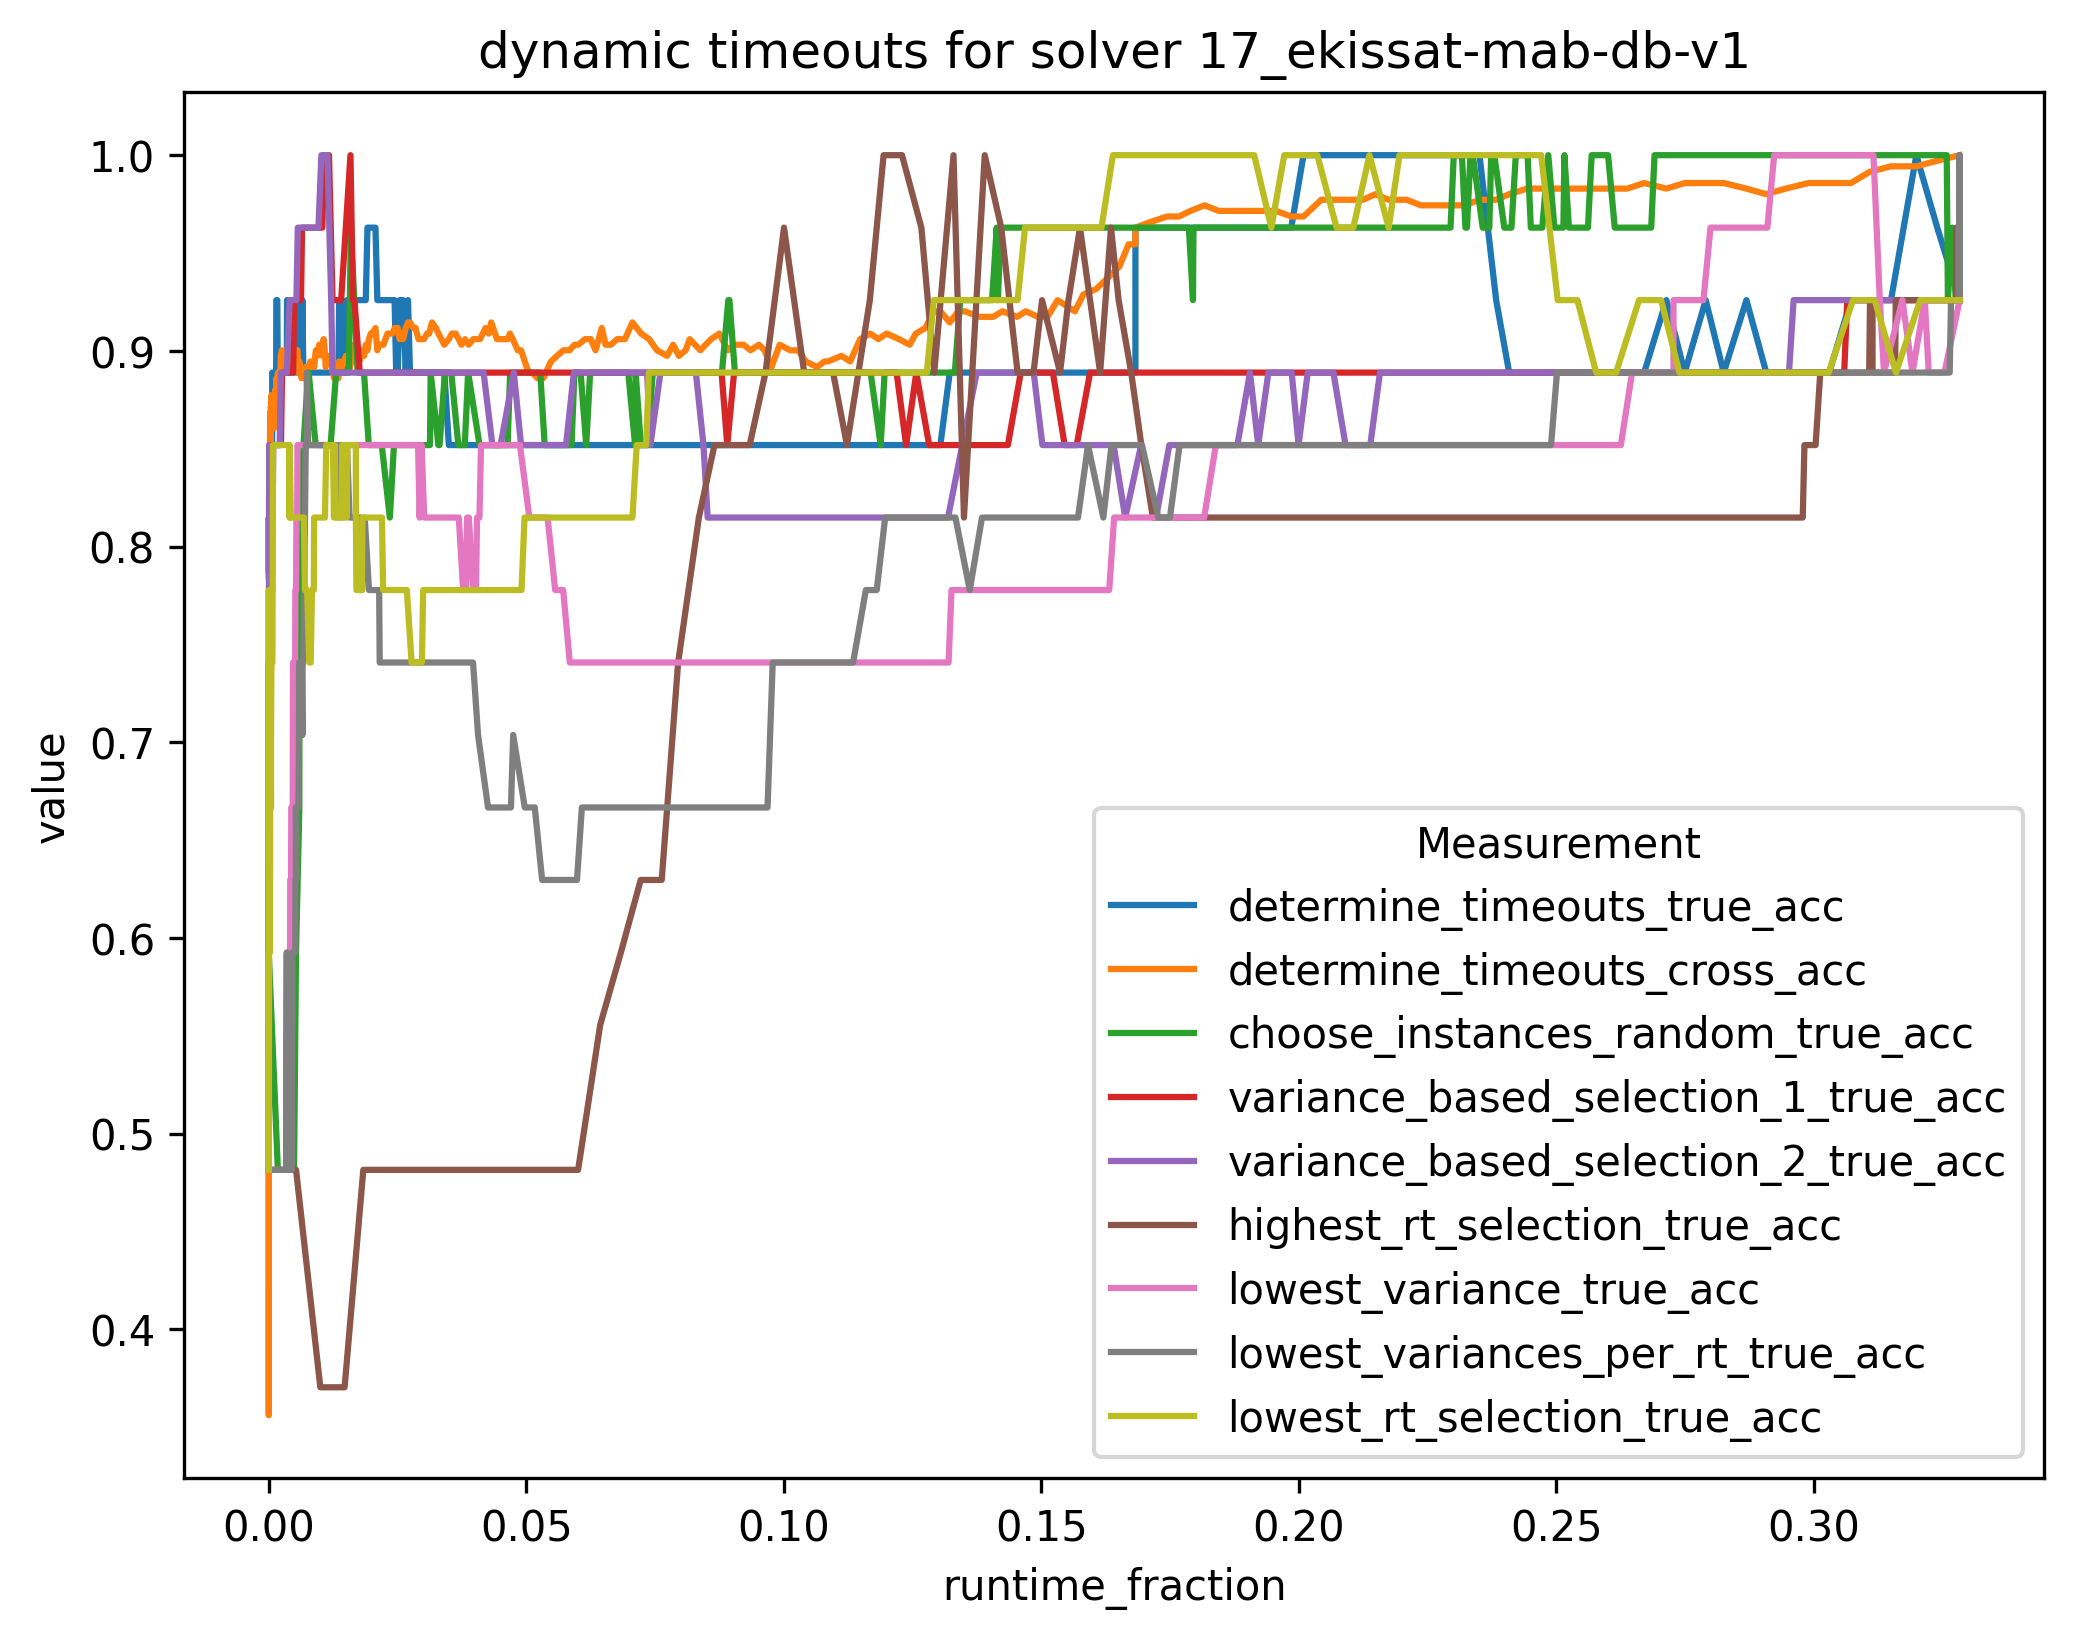 dynamic timeouts for solver 17_ekissat-mab-db-v1
1.0
0.9
0.8
0.7
0.6
0.5
0.4
value
Measurement
determine_timeouts_true_acc
determine_timeouts_cross_acc
choose_instances_random_true_acc
variance_based_selection_1_true_acc
variance_based_selection_2_true_acc
highest_rt_selection_true_acc
lowest_variance_true_acc
lowest_variances_per_rt_true_acc
lowest_rt_selection_true_acc
0.00 0.05 0.10 0.15 0.20 0.25 0.30
runtime_fraction